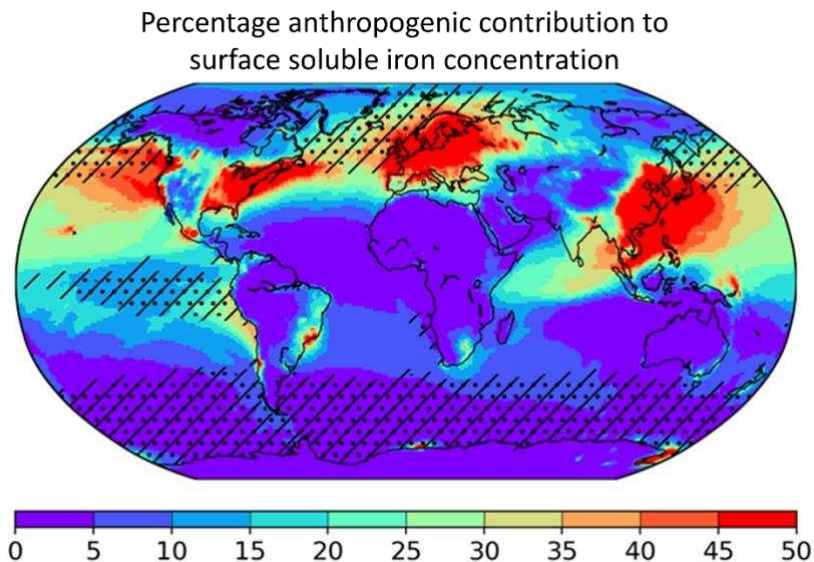 Percentage anthropogenic contribution to
surface soluble iron concentration
0 5 10 15 20 25 30 35 40 45 50